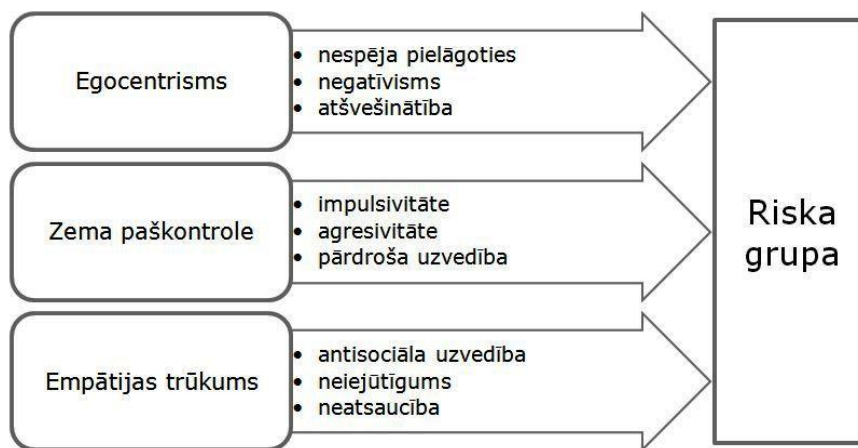 Egocentrisms
• nespēja pielāgoties
• negatīvisms
• atšvešinātība
Zema paškontrole
• impulsivitāte
• agresivitāte
• pārdroša uzvedība
Empātijas trūkums
• antisociāla uzvedība
• neiejūtīgums
• neatsaucība
Riska
grupa